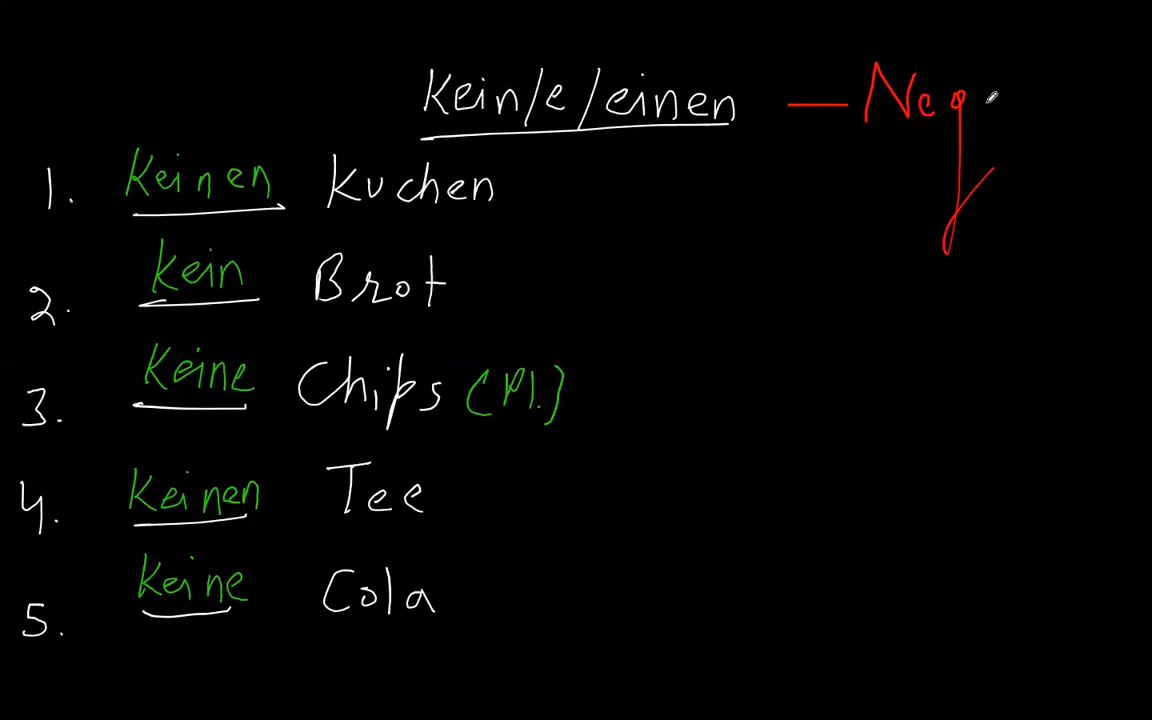 Kein/e/einen — Neg
1. Keinen Kuchen
2. Kein Brot
3. Keine Chips (Pl.)
4. Keinen Tee
5. Keine Cola